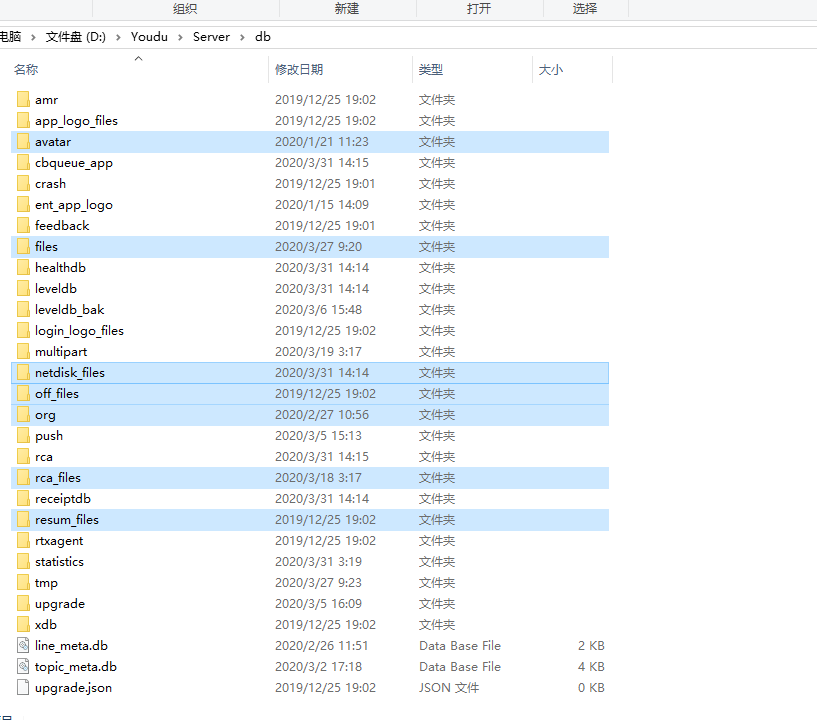 组织 新建 打开 选择
电脑 › 文件盘 (D:) › Youdu › Server › db
名称 修改日期 类型 大小
amr 2019/12/25 19:02 文件夹
app_logo_files 2019/12/25 19:02 文件夹
avatar 2020/1/21 11:23 文件夹
cbqueue_app 2020/3/31 14:15 文件夹
crash 2019/12/25 19:01 文件夹
ent_app_logo 2020/1/15 14:09 文件夹
feedback 2019/12/25 19:01 文件夹
files 2020/3/27 9:20 文件夹
healthdb 2020/3/31 14:14 文件夹
leveldb 2020/3/31 14:14 文件夹
leveldb_bak 2020/3/6 15:48 文件夹
login_logo_files 2019/12/25 19:02 文件夹
multipart 2020/3/19 3:17 文件夹
netdisk_files 2020/3/31 14:14 文件夹
off_files 2019/12/25 19:02 文件夹
org 2020/2/27 10:56 文件夹
push 2020/3/5 15:13 文件夹
rca 2020/3/31 14:15 文件夹
rca_files 2020/3/18 3:17 文件夹
receiptdb 2020/3/31 14:14 文件夹
resum_files 2019/12/25 19:02 文件夹
rtxagent 2019/12/25 19:02 文件夹
statistics 2020/3/31 3:19 文件夹
tmp 2020/3/27 9:23 文件夹
upgrade 2020/3/5 16:09 文件夹
xdb 2019/12/25 19:02 文件夹
line_meta.db 2020/2/26 11:51 Data Base File 2 KB
topic_meta.db 2020/3/2 17:18 Data Base File 4 KB
upgrade.json 2019/12/25 19:02 JSON 文件 0 KB